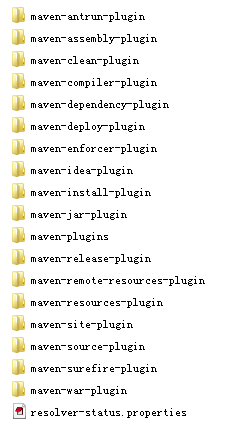 maven-antrun-plugin
maven-assembly-plugin
maven-clean-plugin
maven-compiler-plugin
maven-dependency-plugin
maven-deploy-plugin
maven-enforcer-plugin
maven-idea-plugin
maven-install-plugin
maven-jar-plugin
maven-plugins
maven-release-plugin
maven-remote-resources-plugin
maven-resources-plugin
maven-site-plugin
maven-source-plugin
maven-surefire-plugin
maven-war-plugin
resolver-status.properties